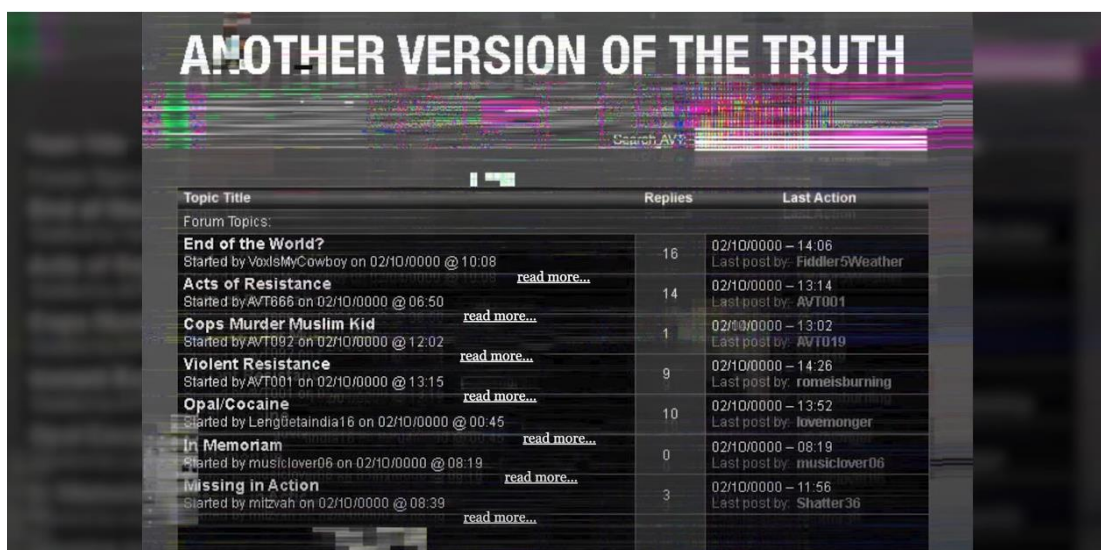 ANOTHER VERSION OF THE TRUTH
Search AVT:
Topic Title Replies Last Action
Forum Topics:
End of the World? 16 02/10/0000 – 14:06
Started by VoxIsMyCowboy on 02/10/0000 @ 10:08 Last post by: Fiddler5Weather
read more...
Acts of Resistance 14 02/10/0000 – 13:14
Started by AVT666 on 02/10/0000 @ 06:50 Last post by: AVT001
read more...
Cops Murder Muslim Kid 1 02/10/0000 – 13:02
Started by AVT092 on 02/10/0000 @ 12:02 Last post by: AVT019
read more...
Violent Resistance 9 02/10/0000 – 14:26
Started by AVT001 on 02/10/0000 @ 13:15 Last post by: romeisburning
read more...
Opal/Cocaine 10 02/10/0000 – 13:52
Started by Lengüetaindia16 on 02/10/0000 @ 00:45 Last post by: lovemonger
read more...
In Memoriam 0 02/10/0000 – 08:19
Started by musiclover06 on 02/10/0000 @ 08:19 Last post by: musiclover06
read more...
Missing in Action 3 02/10/0000 – 11:56
Started by mitzvah on 02/10/0000 @ 08:39 Last post by: Shatter36
read more...